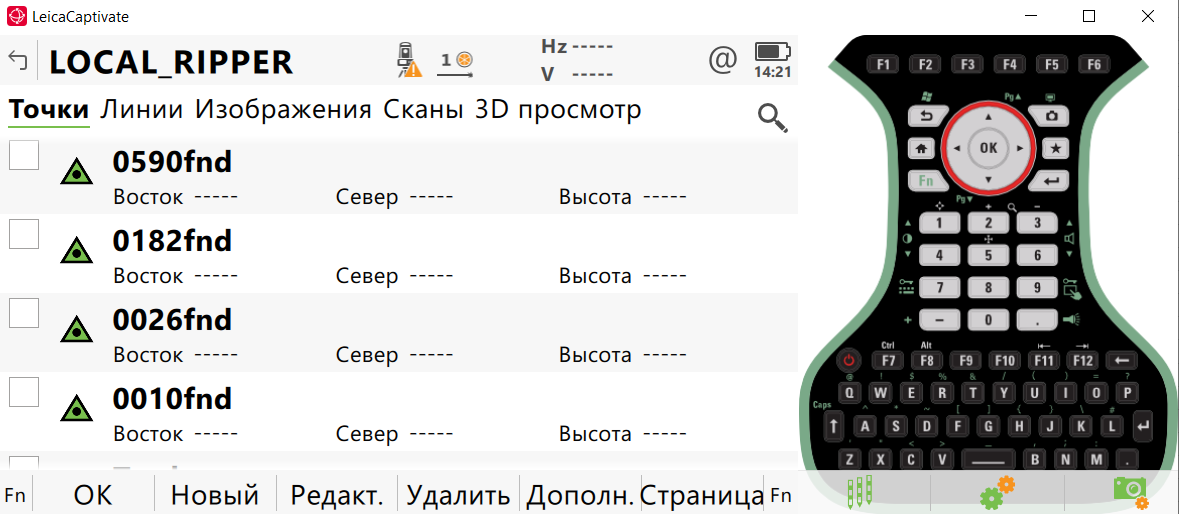 LeicaCaptivate
LOCAL_RIPPER
1
Hz -----
V -----
@
14:21
Точки Линии Изображения Сканы 3D просмотр
0590fnd
Восток ----- Север ----- Высота -----
0182fnd
Восток ----- Север ----- Высота -----
0026fnd
Восток ----- Север ----- Высота -----
0010fnd
Восток ----- Север ----- Высота -----
Fn OK Новый Редакт. Удалить Дополн. Страница Fn
F1 F2 F3 F4 F5 F6
Pg
OK
Fn
Pg
1 2 3
4 5 6
7 8 9
+ - 0 .
Ctrl Alt
F7 F8 F9 F10 F11 F12
@ ! $ % & / ( ) = ?
Q W E R T Y U I O P
Caps ^ * ~ [ ] { } \ #
A S D F G H J K L
Z X C V B N M .